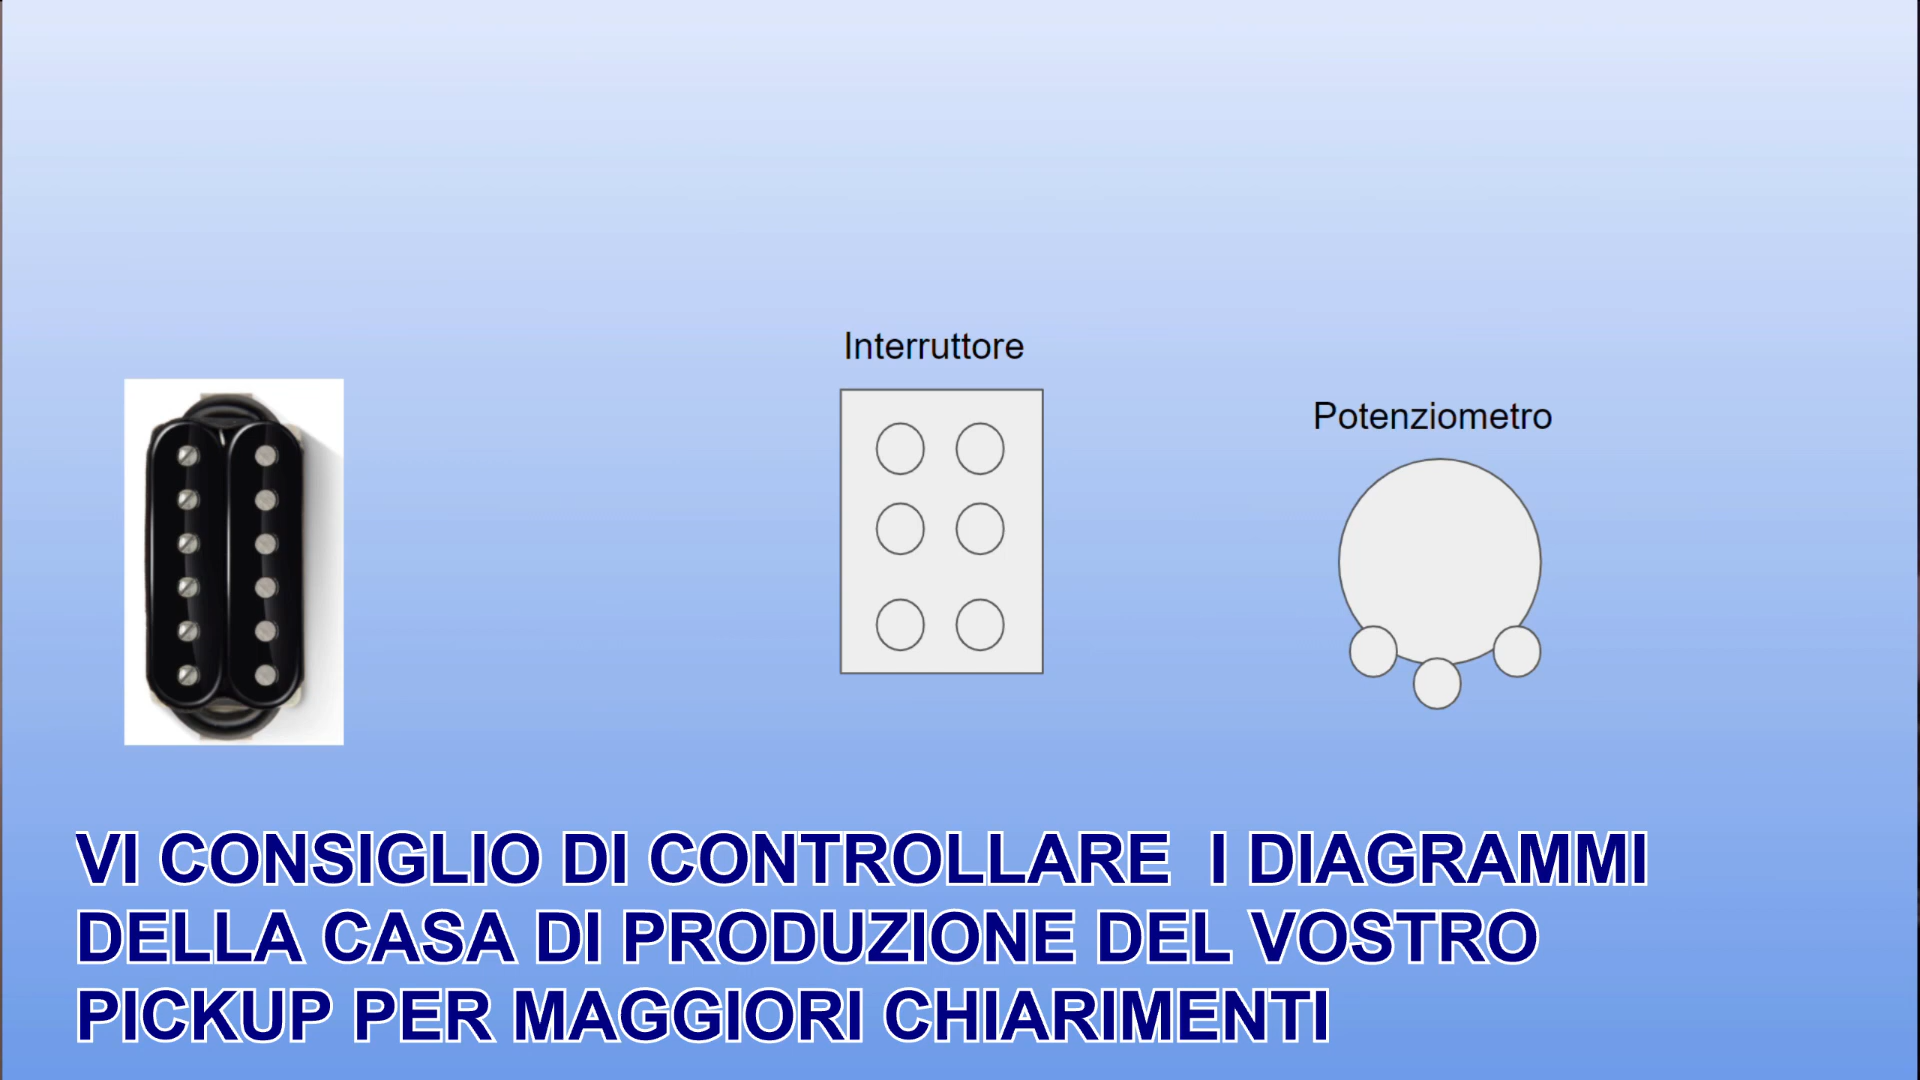 Interruttore
Potenziometro
VI CONSIGLIO DI CONTROLLARE  I DIAGRAMMI
DELLA CASA DI PRODUZIONE DEL VOSTRO
PICKUP PER MAGGIORI CHIARIMENTI